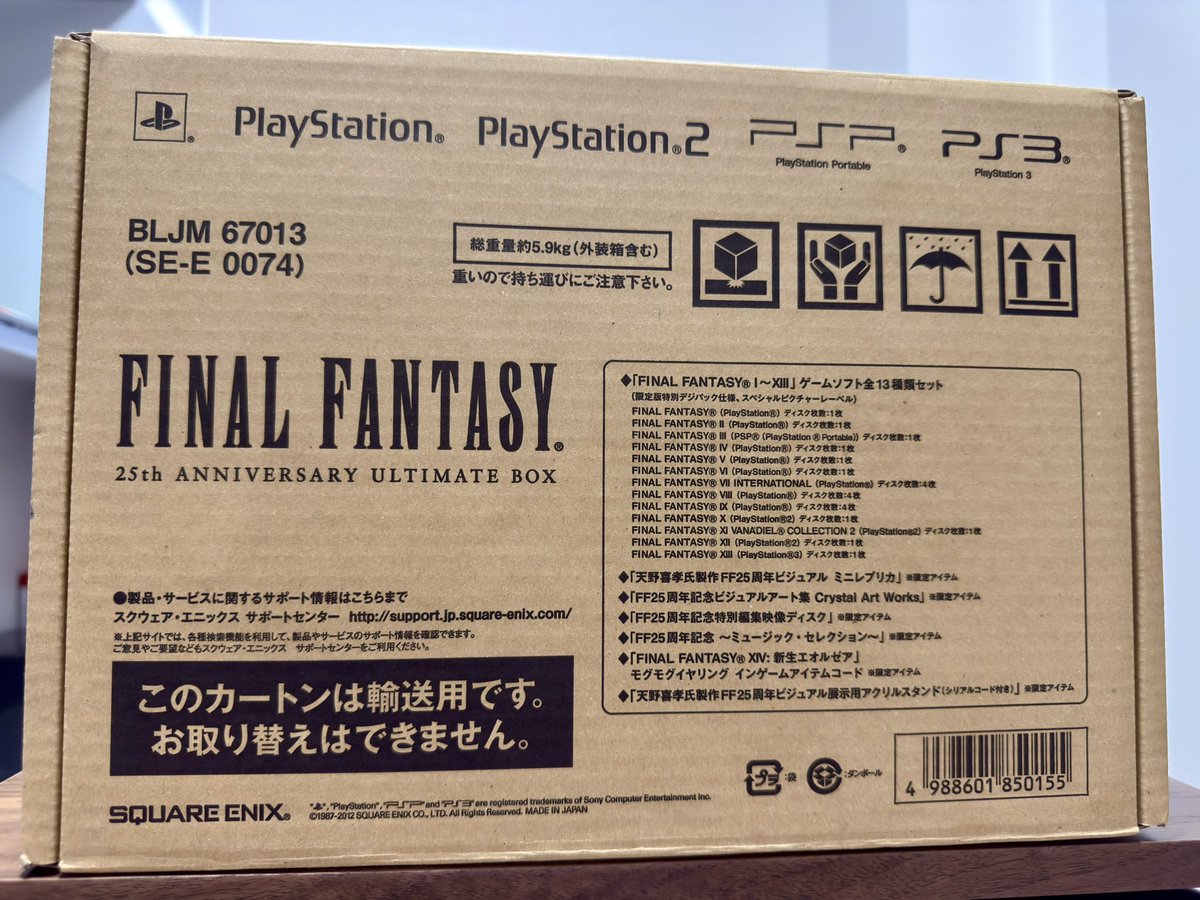 PlayStation®
PlayStation®2
PSP®
PlayStation Portable
PS3®
PlayStation 3
BLJM 67013
(SE-E 0074)
総重量約5.9kg(外装箱含む)
重いので持ち運びにご注意下さい。
FINAL FANTASY®
25th ANNIVERSARY ULTIMATE BOX
◆「FINAL FANTASY® I～XIII」ゲームソフト全13種類セット
(限定版特別デジパック仕様、スペシャルピクチャーレーベル)
FINAL FANTASY® (PlayStation®) ディスク枚数:1枚
FINAL FANTASY® II (PlayStation®) ディスク枚数:1枚
FINAL FANTASY® III (PSP® (PlayStation®Portable)) ディスク枚数:1枚
FINAL FANTASY® IV (PlayStation®) ディスク枚数:1枚
FINAL FANTASY® V (PlayStation®) ディスク枚数:1枚
FINAL FANTASY® VI (PlayStation®) ディスク枚数:1枚
FINAL FANTASY® VII INTERNATIONAL (PlayStation®) ディスク枚数:4枚
FINAL FANTASY® VIII (PlayStation®) ディスク枚数:4枚
FINAL FANTASY® IX (PlayStation®) ディスク枚数:4枚
FINAL FANTASY® X (PlayStation®2) ディスク枚数:1枚
FINAL FANTASY® XI VANA'DIEL® COLLECTION 2 (PlayStation®2) ディスク枚数:1枚
FINAL FANTASY® XII (PlayStation®2) ディスク枚数:1枚
FINAL FANTASY® XIII (PlayStation®3) ディスク枚数:1枚
◆「天野喜孝氏製作FF25周年ビジュアル ミニレプリカ」※限定アイテム
◆「FF25周年記念ビジュアルアート集 Crystal Art Works」※限定アイテム
◆「FF25周年記念特別編集映像ディスク」※限定アイテム
◆「FF25周年記念 ～ミュージック・セレクション～」※限定アイテム
◆「FINAL FANTASY® XIV: 新生エオルゼア」
モグモグイヤリング インゲームアイテムコード ※限定アイテム
◆「天野喜孝氏製作FF25周年ビジュアル展示用アクリルスタンド(シリアルコード付き)」※限定アイテム
●製品・サービスに関するサポート情報はこちらまで
スクウェア・エニックス サポートセンター http://support.jp.square-enix.com/
※上記サイトでは、各種検索機能を利用して、製品やサービスのサポート情報を確認できます。
ご意見やご要望などもスクウェア・エニックス サポートセンターをご利用ください。
このカートンは輸送用です。
お取り替えはできません。
SQUARE ENIX®
"PS", "PlayStation", "PSP" and "PS3" are registered trademarks of Sony Computer Entertainment Inc.
©1987-2012 SQUARE ENIX CO., LTD. All Rights Reserved. MADE IN JAPAN
プラ :袋
:ダンボール
4 988601 850155